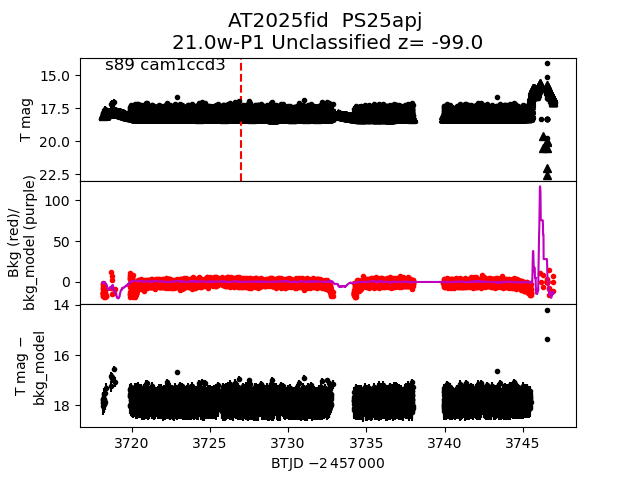 AT2025fid  PS25apj
21.0w-P1 Unclassified z= -99.0
s89 cam1ccd3
T mag
15.0
17.5
20.0
22.5
Bkg (red)/
bkg_model (purple)
100
50
0
T mag −
bkg_model
14
16
18
3720 3725 3730 3735 3740 3745
BTJD −2 457 000